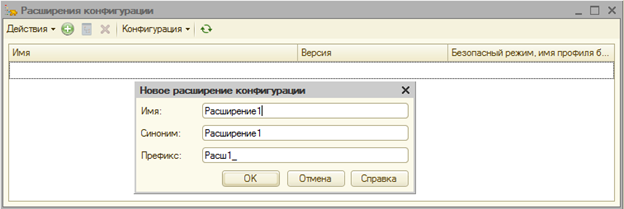 Расширения конфигурации
Действия Конфигурация
Имя Версия Безопасный режим, имя профиля б...
Новое расширение конфигурации
Имя: Расширение1
Синоним: Расширение1
Префикс: Расш1_
OK Отмена Справка